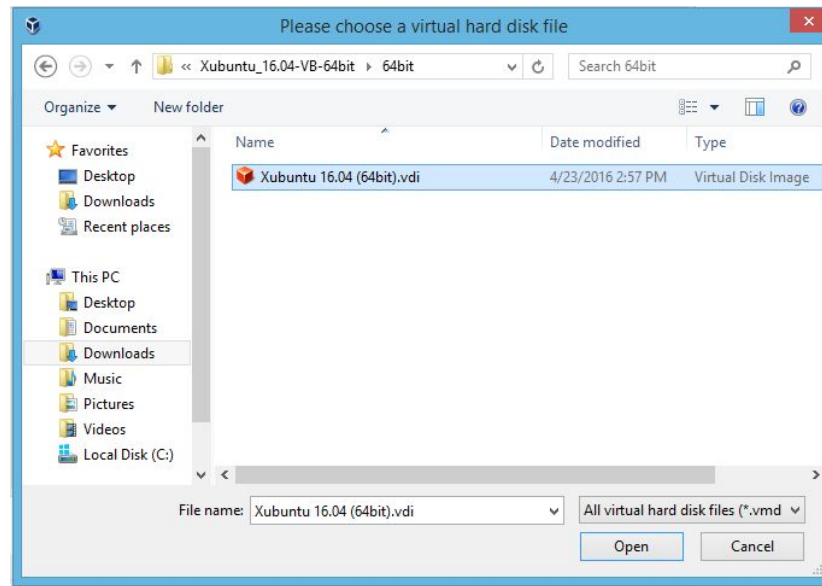 Please choose a virtual hard disk file
« Xubuntu_16.04-VB-64bit ▸ 64bit
Search 64bit
Organize
New folder
Name
Date modified
Type
Xubuntu 16.04 (64bit).vdi
4/23/2016 2:57 PM
Virtual Disk Image
Favorites
Desktop
Downloads
Recent places
This PC
Desktop
Documents
Downloads
Music
Pictures
Videos
Local Disk (C:)
File name:
Xubuntu 16.04 (64bit).vdi
All virtual hard disk files (*.vmd
Open
Cancel